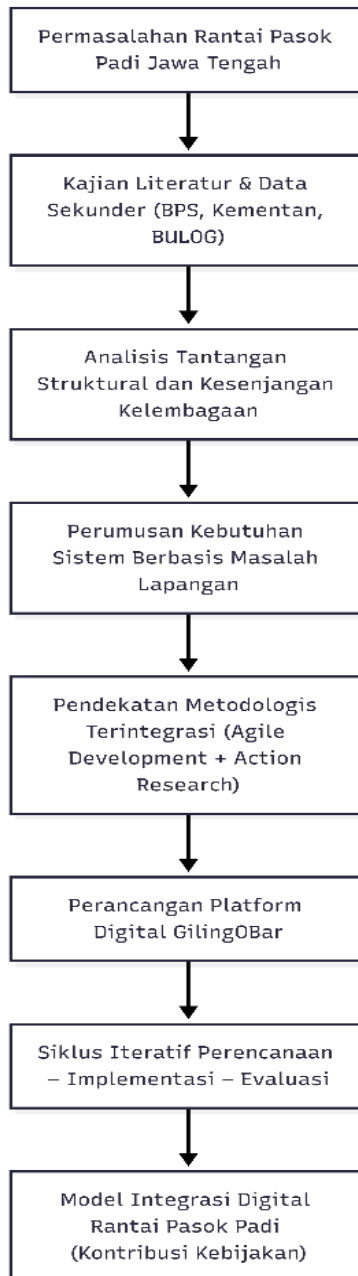 Permasalahan Rantai Pasok
Padi Jawa Tengah
Kajian Literatur & Data
Sekunder (BPS, Kementan,
BULOG)
Analisis Tantangan
Struktural dan Kesenjangan
Kelembagaan
Perumusan Kebutuhan
Sistem Berbasis Masalah
Lapangan
Pendekatan Metodologis
Terintegrasi (Agile
Development + Action
Research)
Perancangan Platform
Digital GilingOBar
Siklus Iteratif Perencanaan
– Implementasi – Evaluasi
Model Integrasi Digital
Rantai Pasok Padi
(Kontribusi Kebijakan)